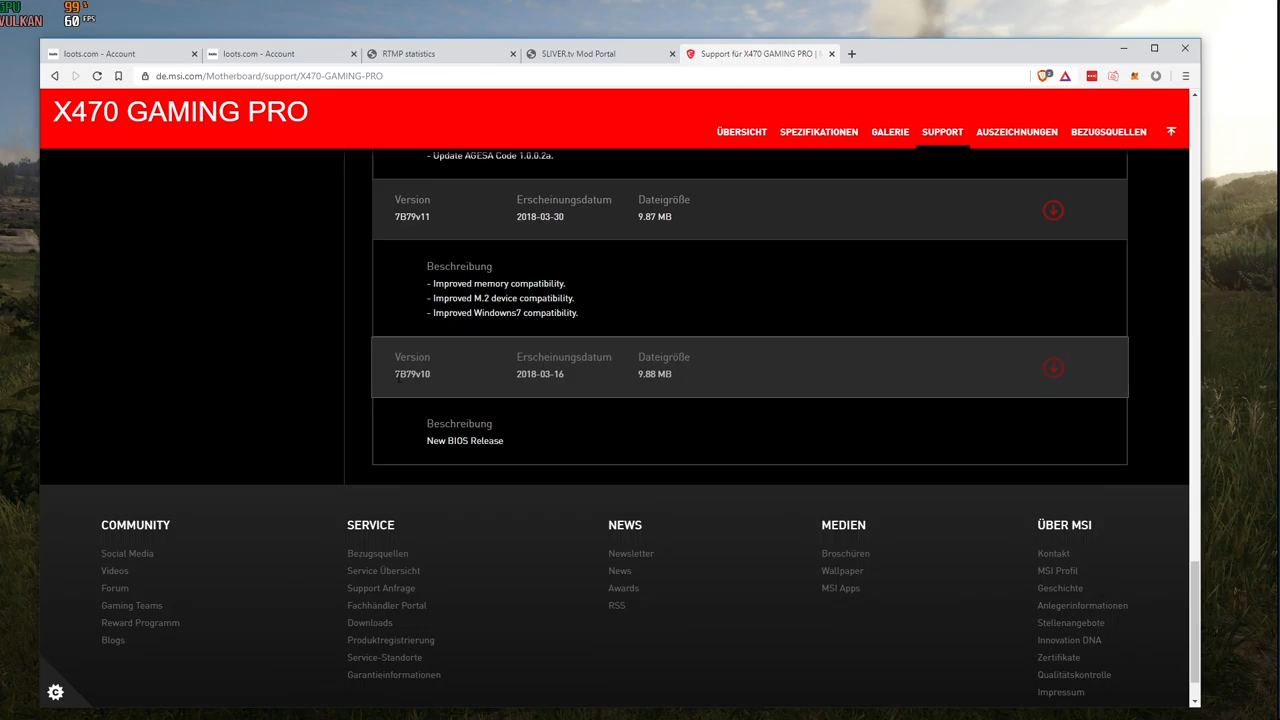 GPU 99 %
VULKAN 60 FPS
loots.com - Account
loots.com - Account
RTMP statistics
SLIVER.tv Mod Portal
Support für X470 GAMING PRO |
de.msi.com/Motherboard/support/X470-GAMING-PRO
X470 GAMING PRO
ÜBERSICHT SPEZIFIKATIONEN GALERIE SUPPORT AUSZEICHNUNGEN BEZUGSQUELLEN
- Update AGESA Code 1.0.0.2a.
Version Erscheinungsdatum Dateigröße
7B79v11 2018-03-30 9.87 MB
Beschreibung
- Improved memory compatibility.
- Improved M.2 device compatibility.
- Improved Windowns7 compatibility.
Version Erscheinungsdatum Dateigröße
7B79v10 2018-03-16 9.88 MB
Beschreibung
New BIOS Release
COMMUNITY
Social Media
Videos
Forum
Gaming Teams
Reward Programm
Blogs
SERVICE
Bezugsquellen
Service Übersicht
Support Anfrage
Fachhändler Portal
Downloads
Produktregistrierung
Service-Standorte
Garantieinformationen
NEWS
Newsletter
News
Awards
RSS
MEDIEN
Broschüren
Wallpaper
MSI Apps
ÜBER MSI
Kontakt
MSI Profil
Geschichte
Anlegerinformationen
Stellenangebote
Innovation DNA
Zertifikate
Qualitätskontrolle
Impressum